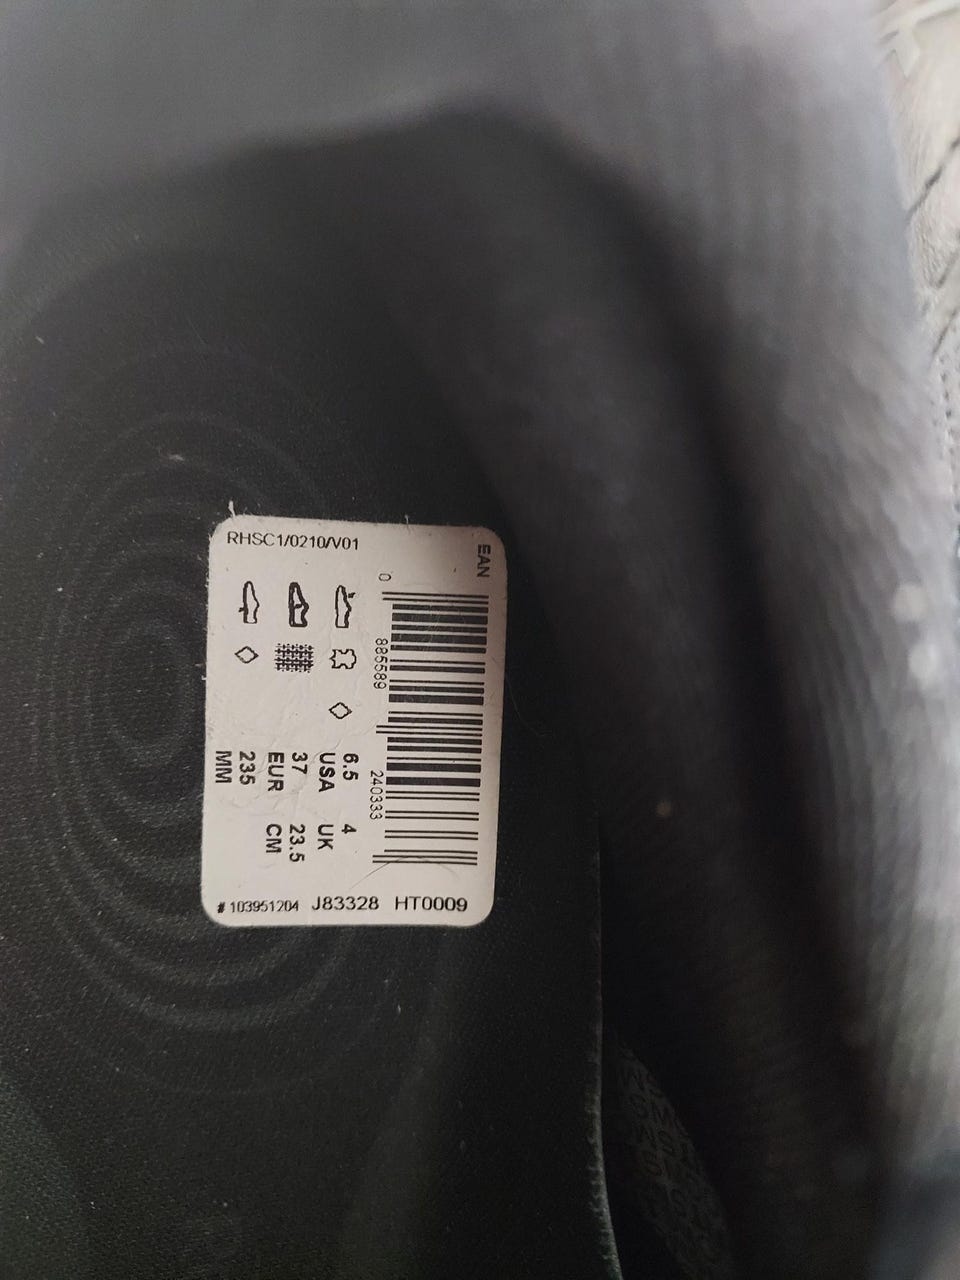 RHSC1/0210/V01
EAN
0 885589 240333
6.5 4
USA UK
37 23.5
EUR CM
235
MM
# 103951204 J83328 HT0009